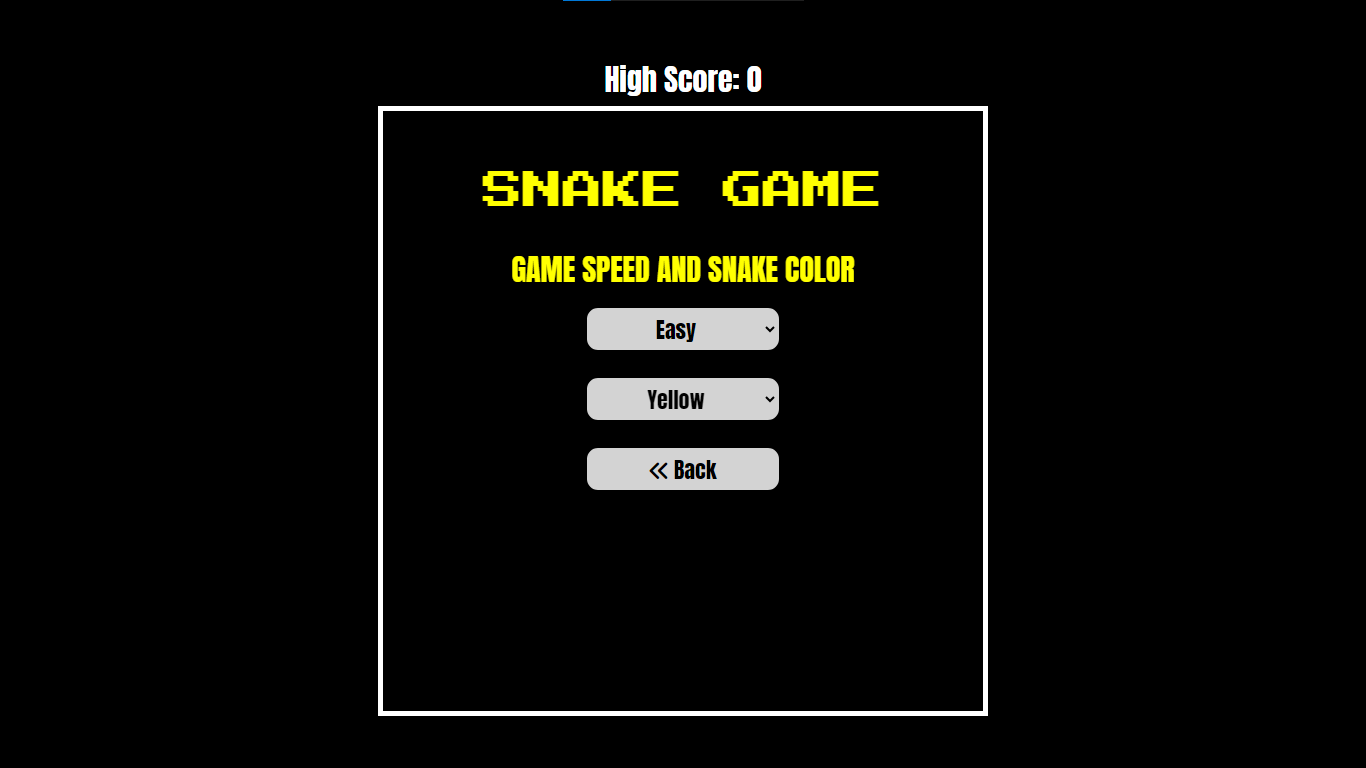 High Score: 0
SNAKE GAME
GAME SPEED AND SNAKE COLOR
Easy
Yellow
Back